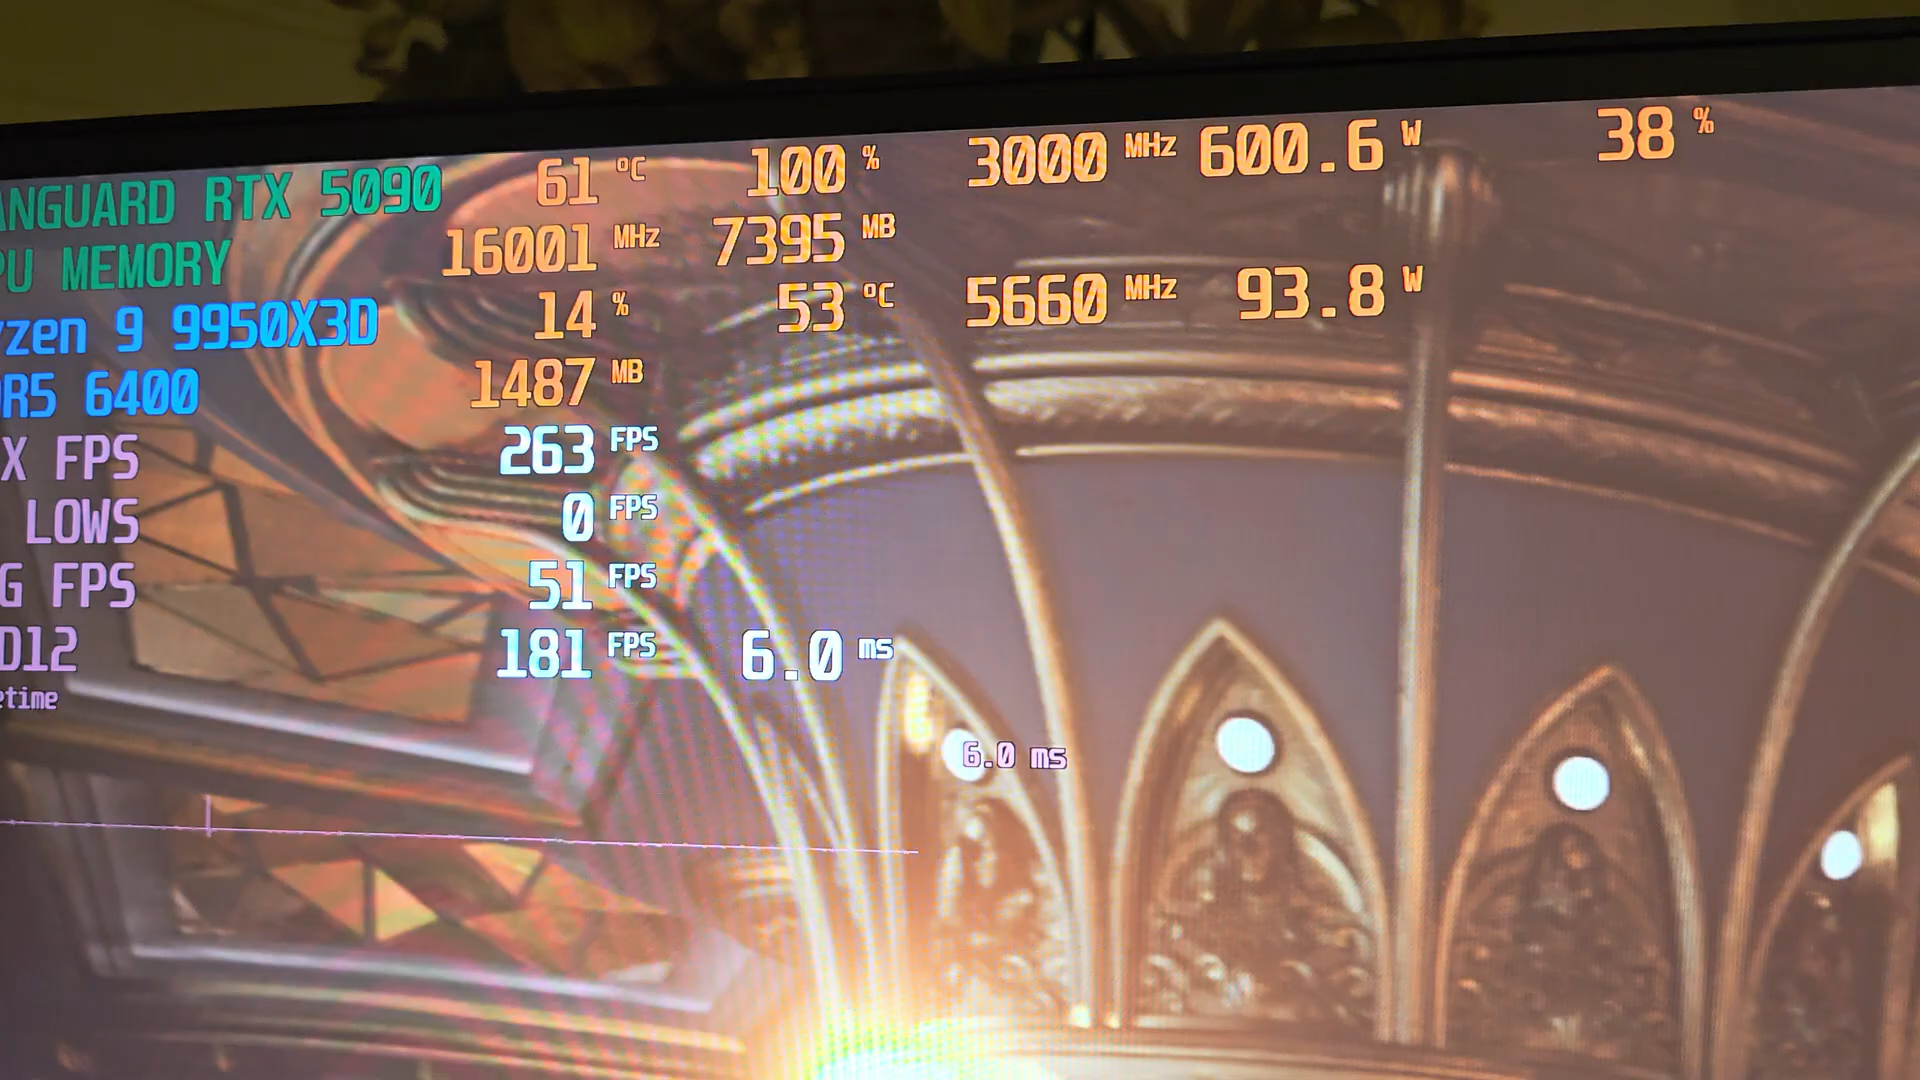 ANGUARD RTX 5090 61 °C 100 % 3000 MHz 600.6 W 38 %
PU MEMORY 16001 MHz 7395 MB
yzen 9 9950X3D 14 % 53 °C 5660 MHz 93.8 W
DR5 6400 1487 MB
X FPS 263 FPS
LOWS 0 FPS
G FPS 51 FPS
D12 181 FPS 6.0 ms
etime
6.0 ms